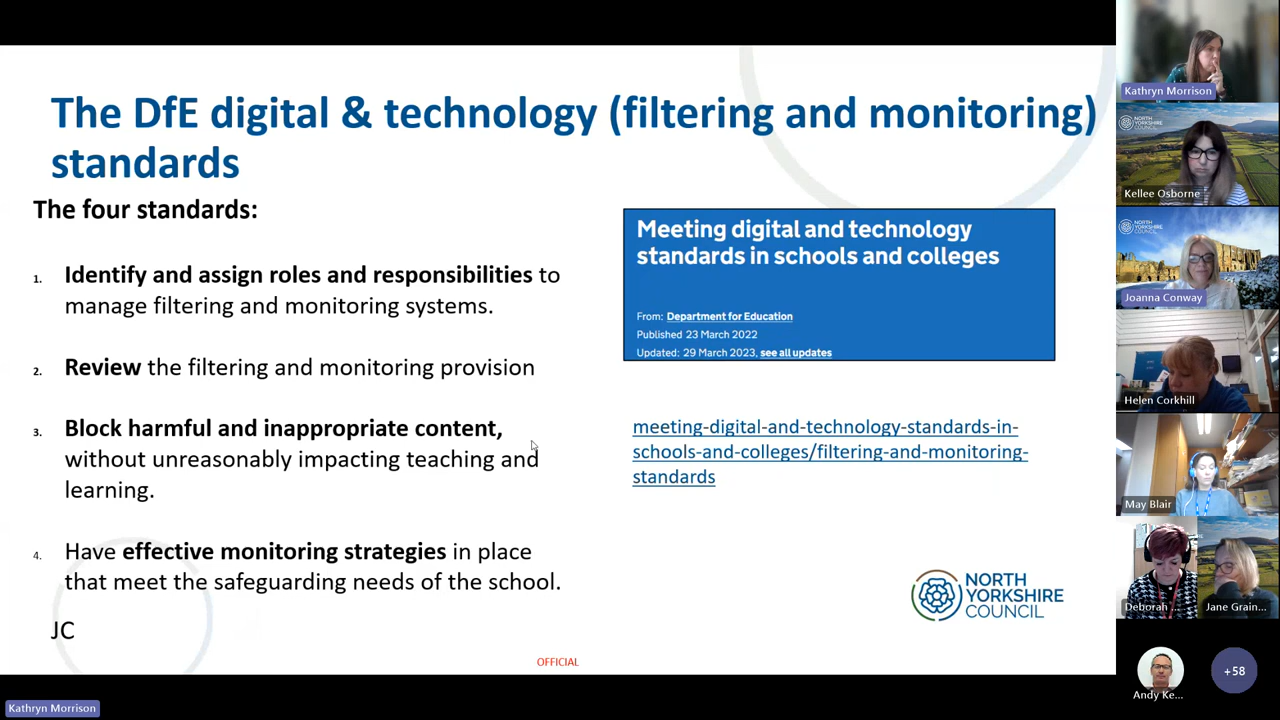 The DfE digital & technology (filtering and monitoring)
standards
The four standards:
1. Identify and assign roles and responsibilities to
manage filtering and monitoring systems.
2. Review the filtering and monitoring provision
3. Block harmful and inappropriate content,
without unreasonably impacting teaching and
learning.
4. Have effective monitoring strategies in place
that meet the safeguarding needs of the school.
JC
Meeting digital and technology
standards in schools and colleges
From: Department for Education
Published 23 March 2022
Updated: 29 March 2023, see all updates
meeting-digital-and-technology-standards-in-
schools-and-colleges/filtering-and-monitoring-
standards
NORTH
YORKSHIRE
COUNCIL
OFFICIAL
Kathryn Morrison
Kathryn Morrison
NORTH
YORKSHIRE
COUNCIL
Kellee Osborne
NORTH
YORKSHIRE
COUNCIL
Joanna Conway
Helen Corkhill
May Blair
Deborah ...
Jane Grain...
Andy Ke...
+58